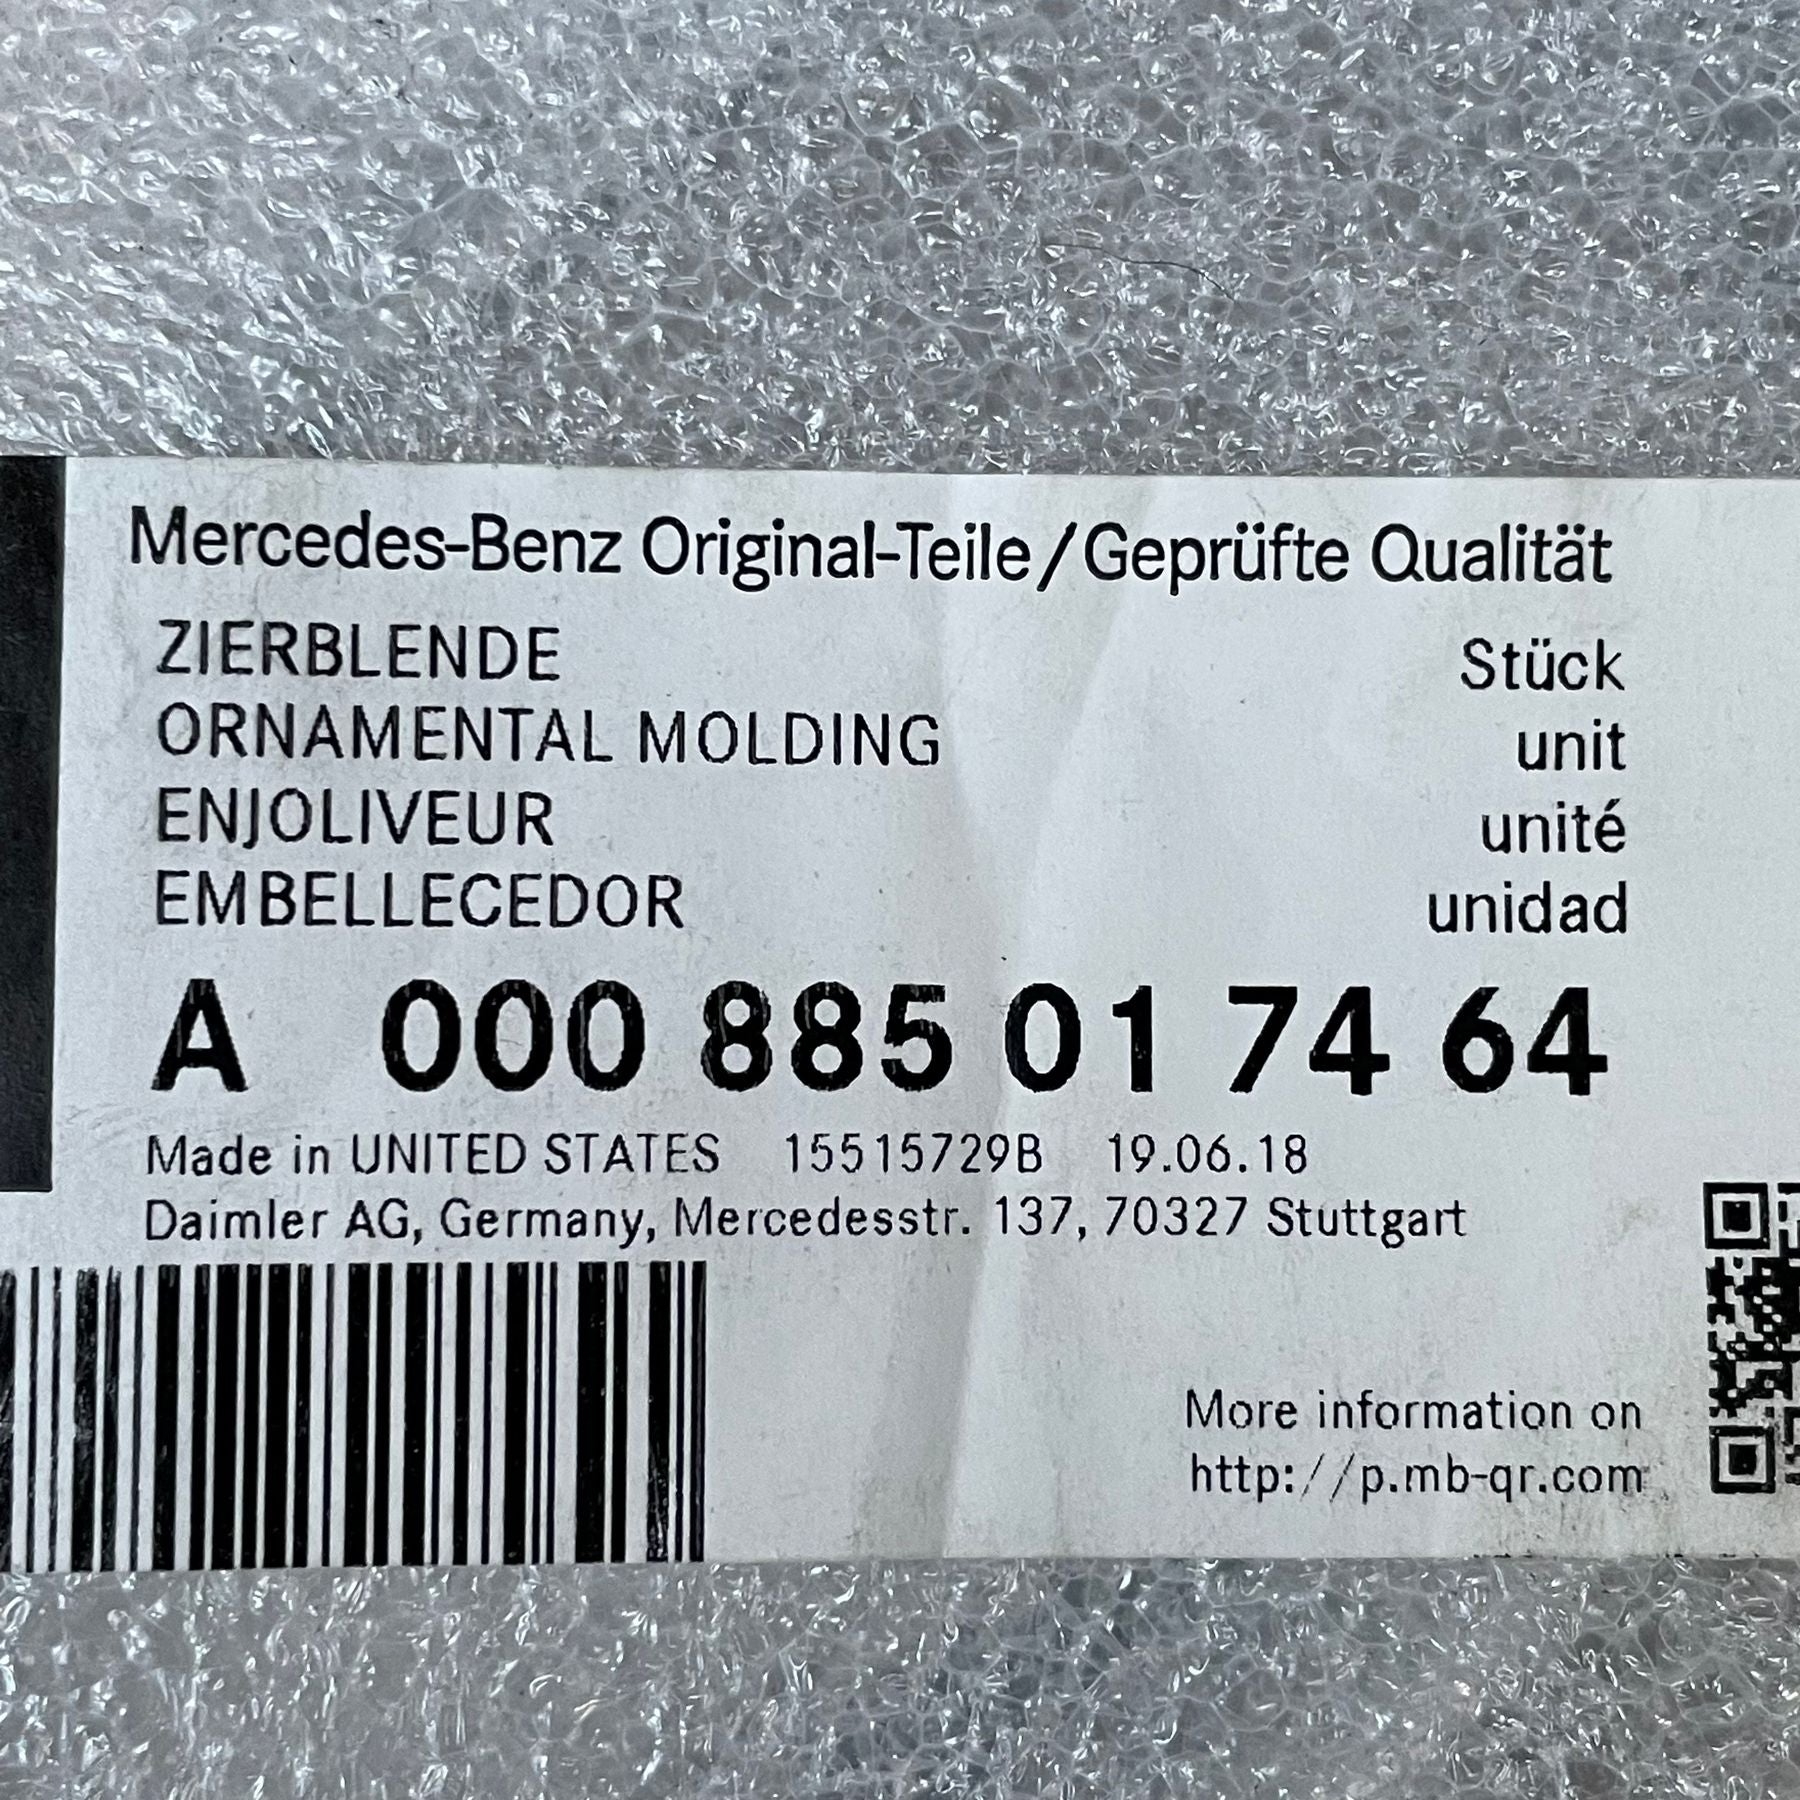 Mercedes-Benz Original-Teile/Geprüfte Qualität
ZIERBLENDE Stück
ORNAMENTAL MOLDING unit
ENJOLIVEUR unité
EMBELLECEDOR unidad
A 000 885 01 74 64
Made in UNITED STATES 15515729B 19.06.18
Daimler AG, Germany, Mercedesstr. 137, 70327 Stuttgart
More information on
http://p.mb-qr.com